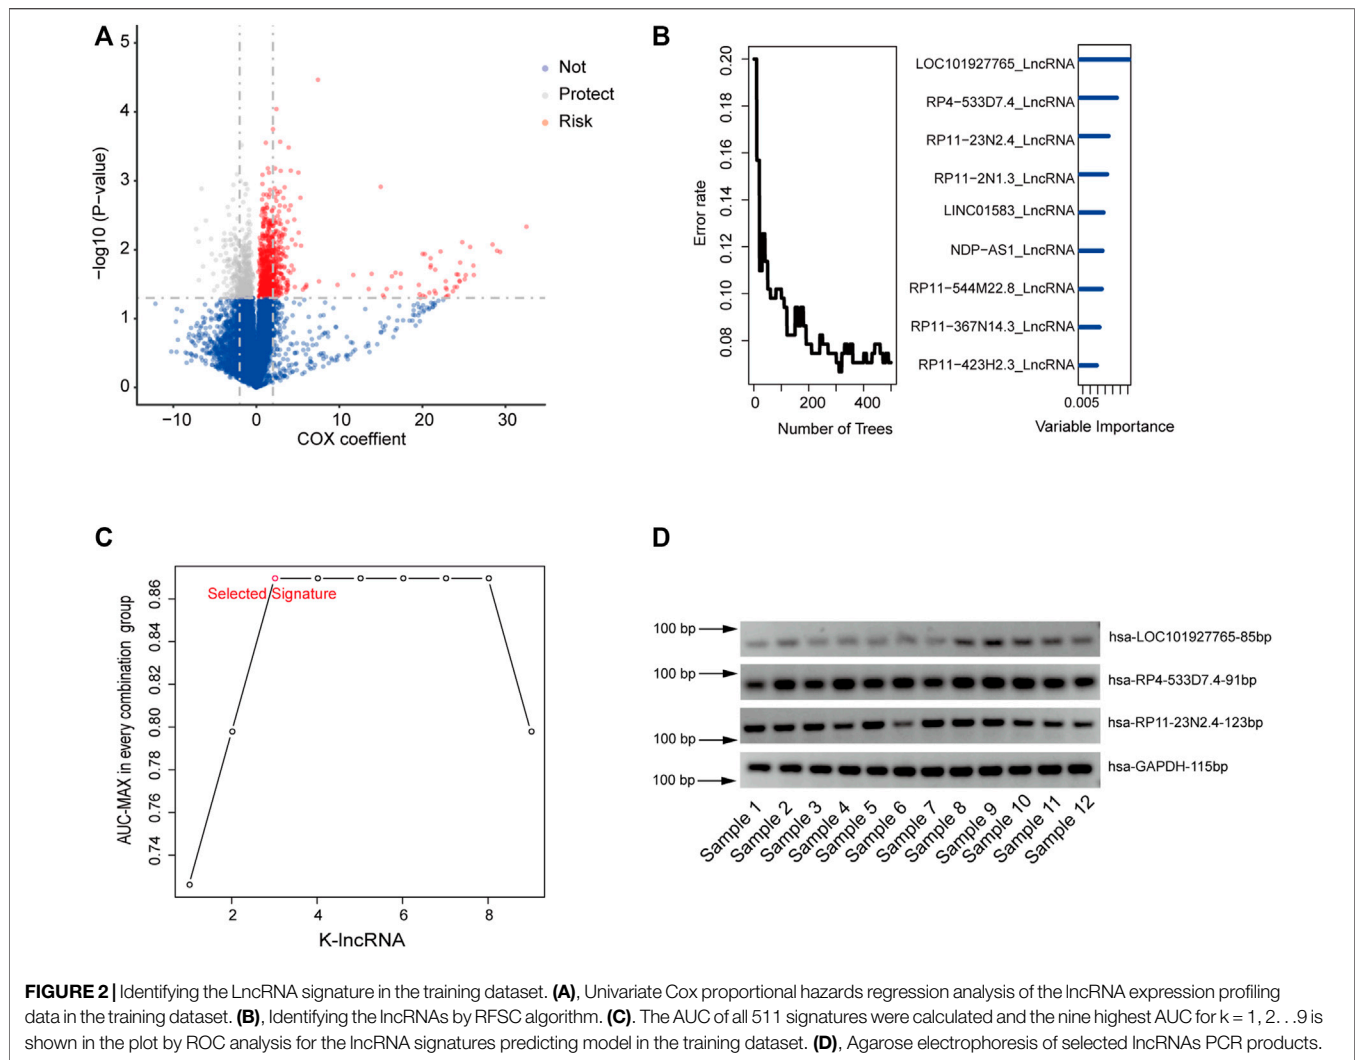 A
5
4
3
2
1
0
−log10 (P−value)
−10 0 10 20 30
COX coeffient
Not
Protect
Risk
B
0.20
0.18
0.16
0.14
0.12
0.10
0.08
Error rate
0 200 400
Number of Trees
LOC101927765_LncRNA
RP4−533D7.4_LncRNA
RP11−23N2.4_LncRNA
RP11−2N1.3_LncRNA
LINC01583_LncRNA
NDP−AS1_LncRNA
RP11−544M22.8_LncRNA
RP11−367N14.3_LncRNA
RP11−423H2.3_LncRNA
0.005
Variable Importance
C
0.86
0.84
0.82
0.80
0.78
0.76
0.74
AUC-MAX in every combination group
Selected Signature
2 4 6 8
K-lncRNA
D
100 bp
hsa-LOC101927765-85bp
100 bp
hsa-RP4-533D7.4-91bp
hsa-RP11-23N2.4-123bp
100 bp
hsa-GAPDH-115bp
100 bp
Sample 1
Sample 2
Sample 3
Sample 4
Sample 5
Sample 6
Sample 7
Sample 8
Sample 9
Sample 10
Sample 11
Sample 12
FIGURE 2 | Identifying the LncRNA signature in the training dataset. (A), Univariate Cox proportional hazards regression analysis of the lncRNA expression profiling
data in the training dataset. (B), Identifying the lncRNAs by RFSC algorithm. (C). The AUC of all 511 signatures were calculated and the nine highest AUC for k = 1, 2. . .9 is
shown in the plot by ROC analysis for the lncRNA signatures predicting model in the training dataset. (D), Agarose electrophoresis of selected lncRNAs PCR products.